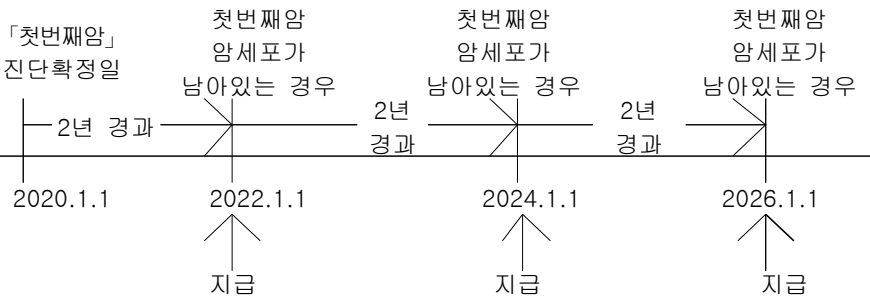 「첫번째암」
진단확정일
첫번째암
암세포가
남아있는 경우
첫번째암
암세포가
남아있는 경우
첫번째암
암세포가
남아있는 경우
2년 경과
2년
경과
2년
경과
2020.1.1
2022.1.1
2024.1.1
2026.1.1
지급
지급
지급